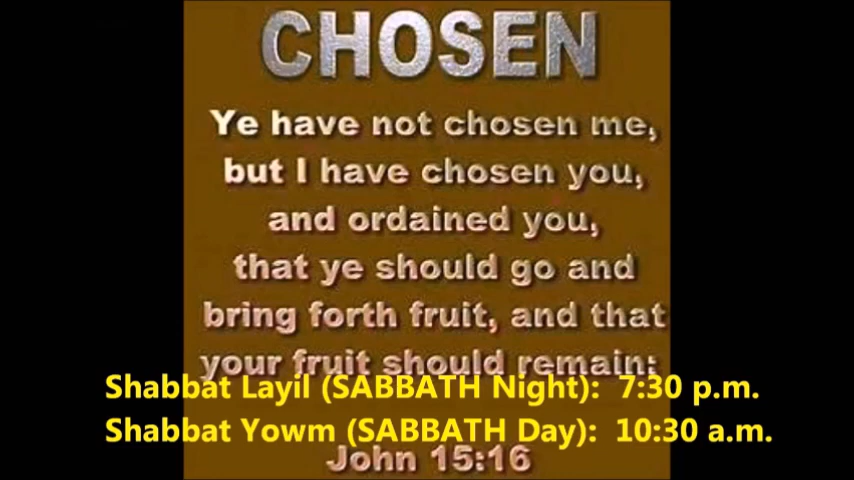 CHOSEN
Ye have not chosen me,
but I have chosen you,
and ordained you,
that ye should go and
bring forth fruit, and that
your fruit should remain:
Shabbat Layil (SABBATH Night):  7:30 p.m.
Shabbat Yowm (SABBATH Day):  10:30 a.m.
John 15:16